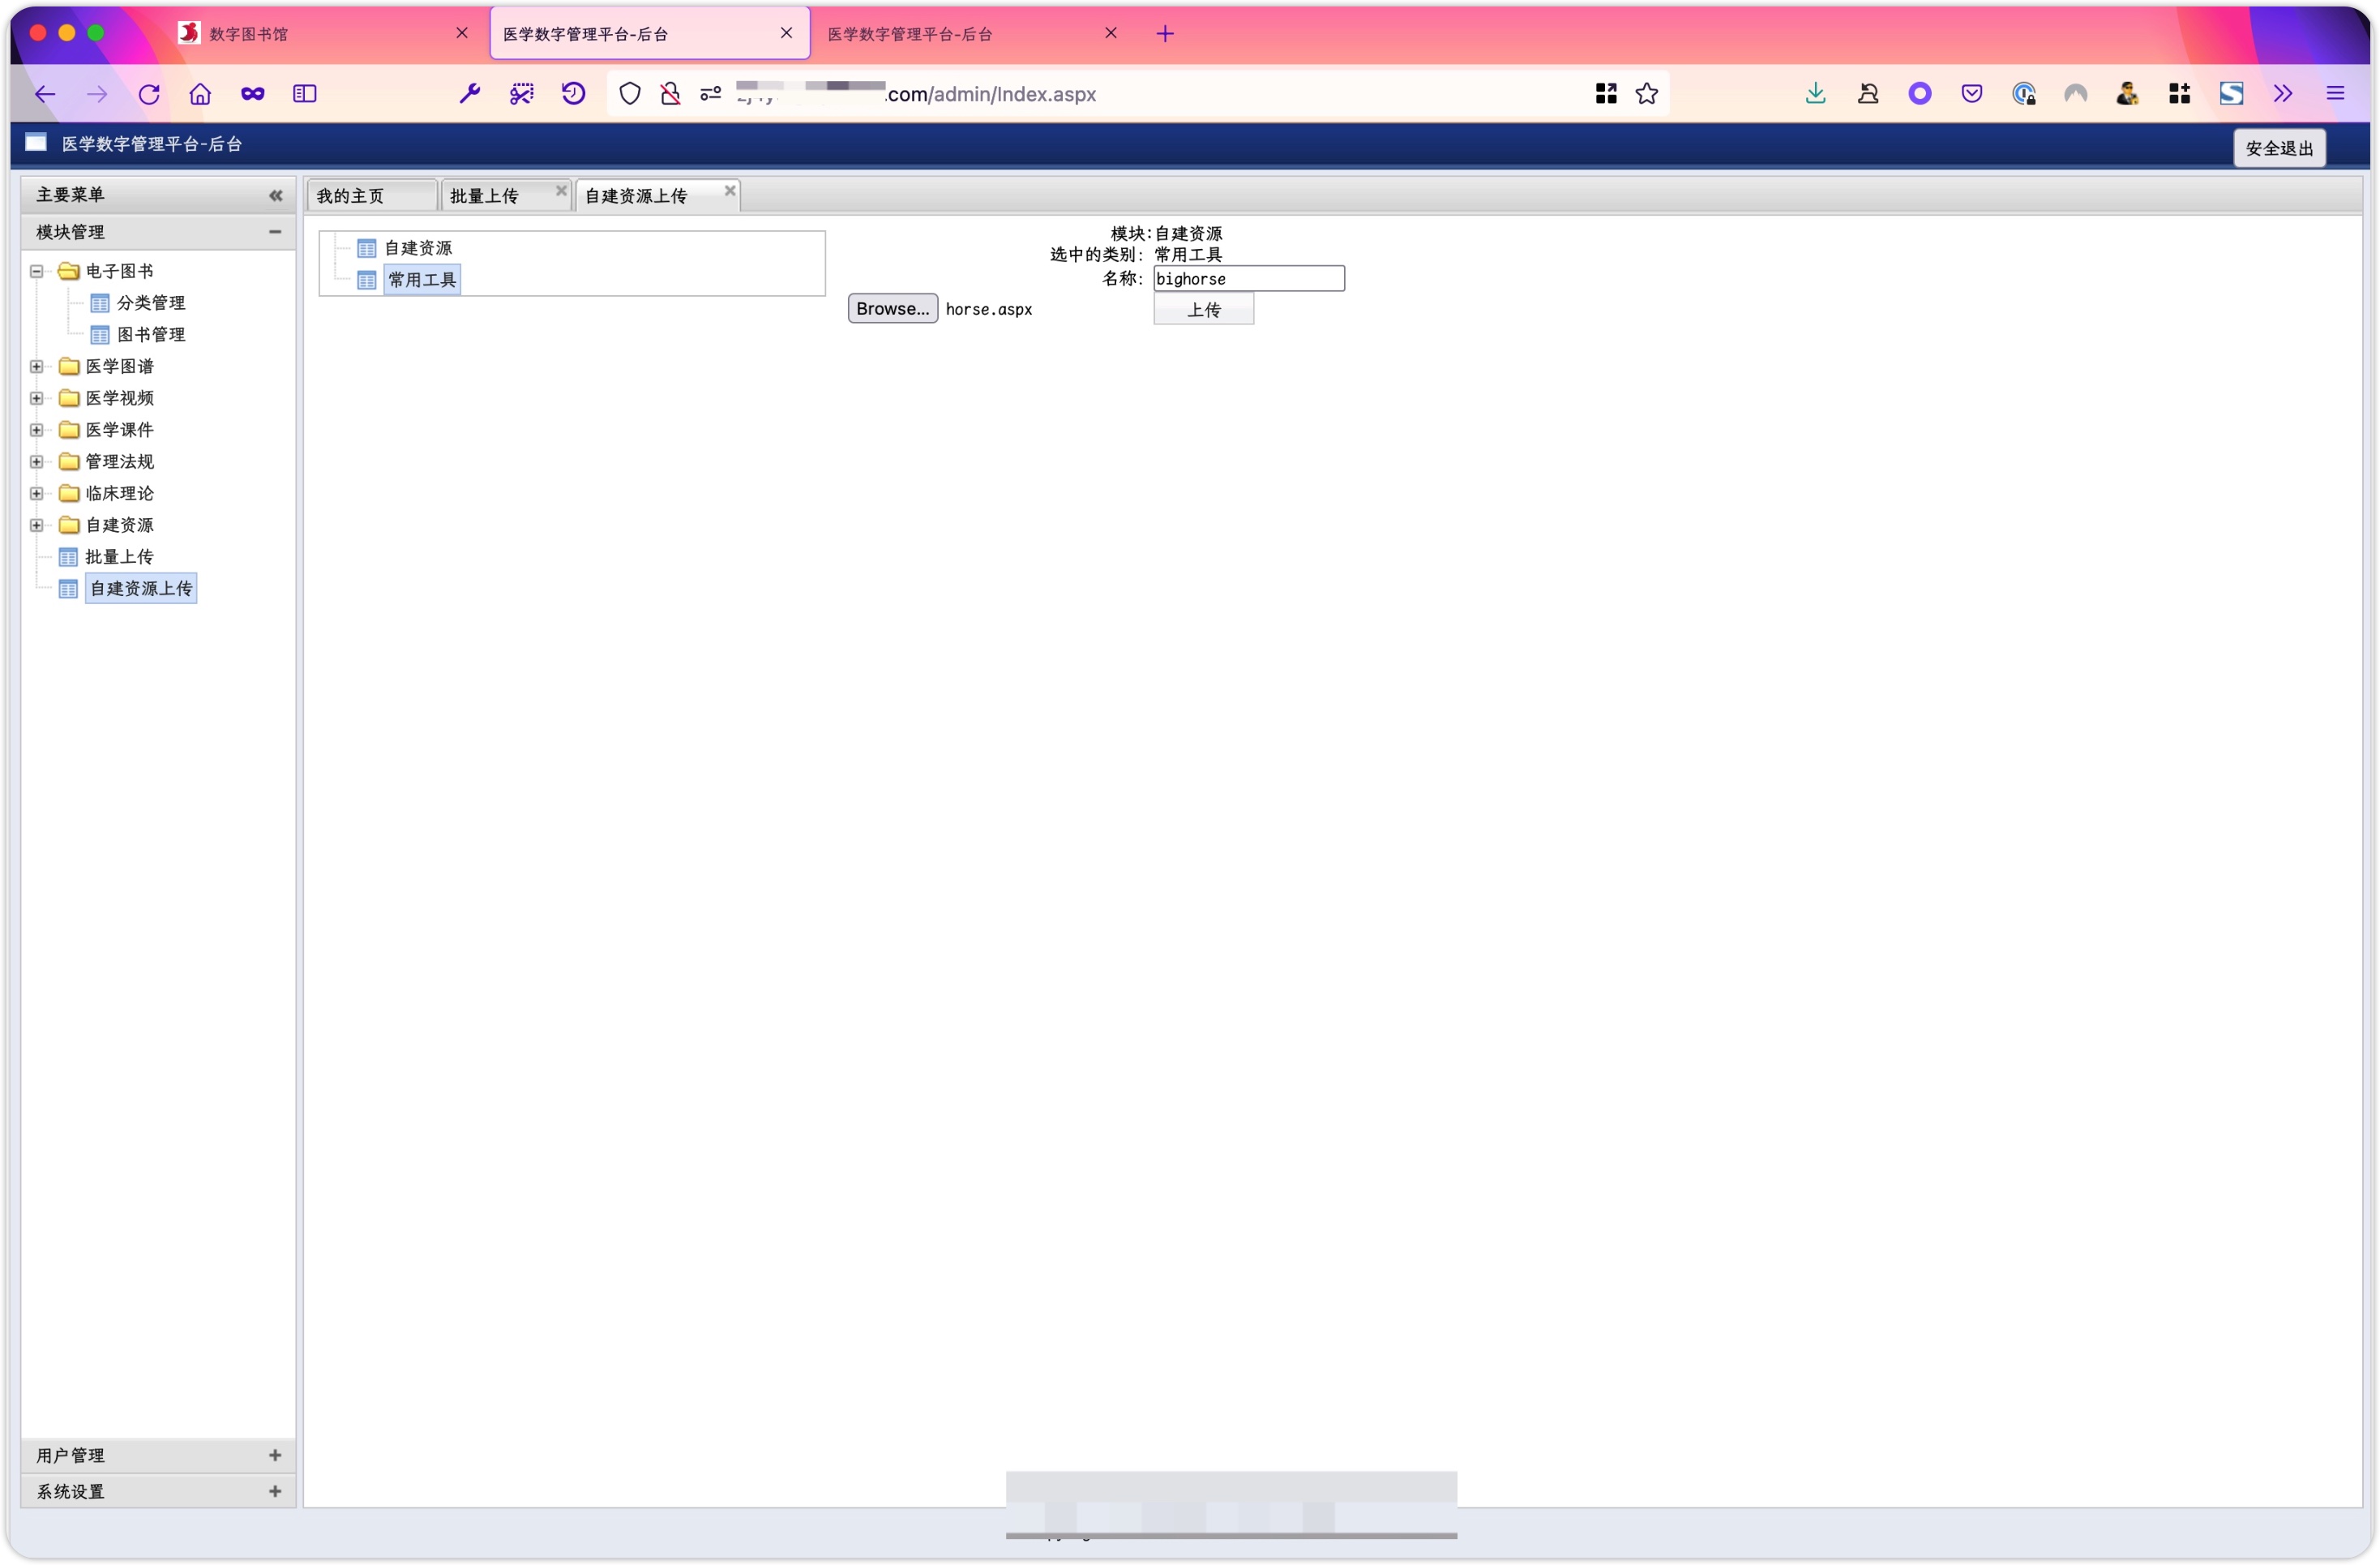 数字图书馆
医学数字管理平台-后台
医学数字管理平台-后台
.com/admin/Index.aspx
医学数字管理平台-后台
安全退出
主要菜单
我的主页
批量上传
自建资源上传
模块管理
电子图书
分类管理
图书管理
医学图谱
医学视频
医学课件
管理法规
临床理论
自建资源
批量上传
自建资源上传
自建资源
常用工具
模块:自建资源
选中的类别: 常用工具
名称: bighorse
Browse... horse.aspx
上传
用户管理
系统设置